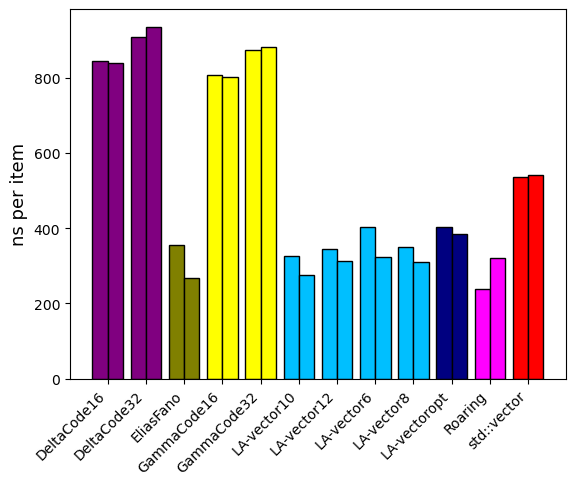 ns per item
800
600
400
200
0
DeltaCode16
DeltaCode32
EliasFano
GammaCode16
GammaCode32
LA-vector10
LA-vector12
LA-vector6
LA-vector8
LA-vectoropt
Roaring
std::vector